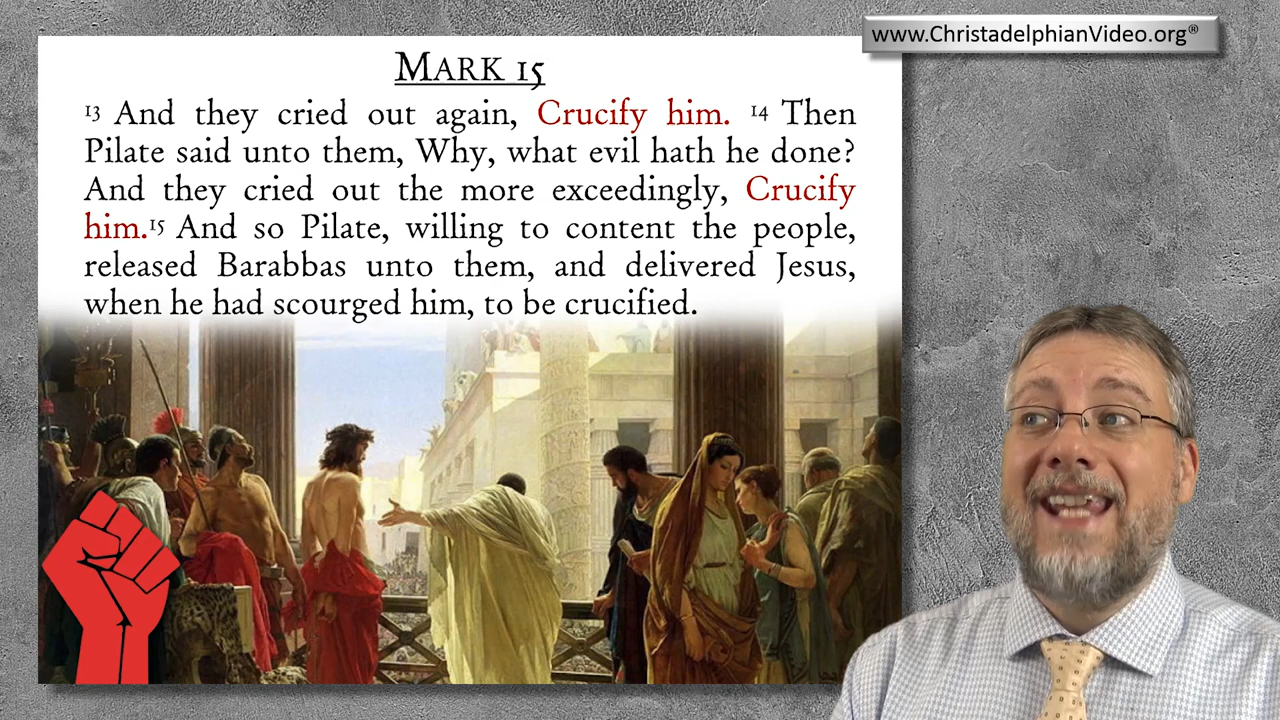 www.ChristadelphianVideo.org®
MARK 15
13 And they cried out again, Crucify him. 14 Then
Pilate said unto them, Why, what evil hath he done?
And they cried out the more exceedingly, Crucify
him.15 And so Pilate, willing to content the people,
released Barabbas unto them, and delivered Jesus,
when he had scourged him, to be crucified.